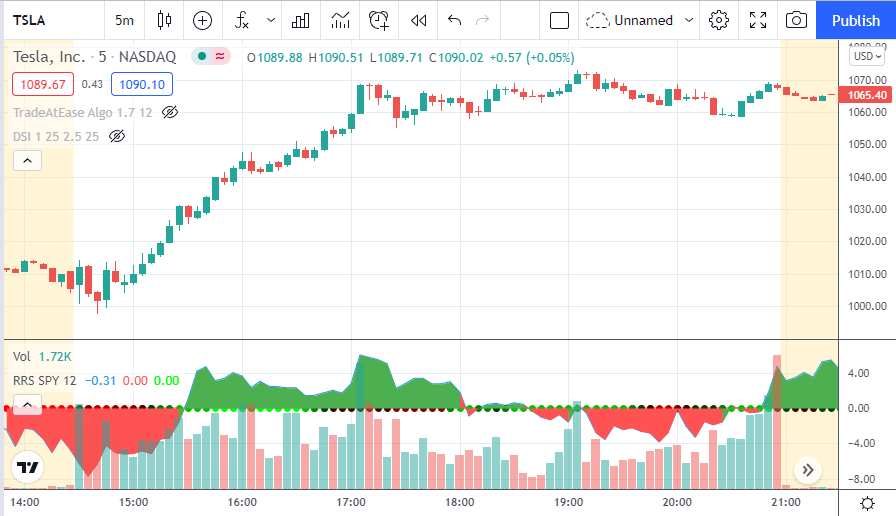 TSLA 5m fx Unnamed Publish
Tesla, Inc. · 5 · NASDAQ O1089.88 H1090.51 L1089.71 C1090.02 +0.57 (+0.05%)
1089.67 0.43 1090.10
TradeAtEase Algo 1.7 12
DSI 1 25 2.5 25
1080.00
USD
1070.00
1065.40
1060.00
1050.00
1040.00
1030.00
1020.00
1010.00
1000.00
Vol 1.72K
RRS SPY 12 −0.31 0.00 0.00
4.00
0.00
−4.00
−8.00
14:00 15:00 16:00 17:00 18:00 19:00 20:00 21:00